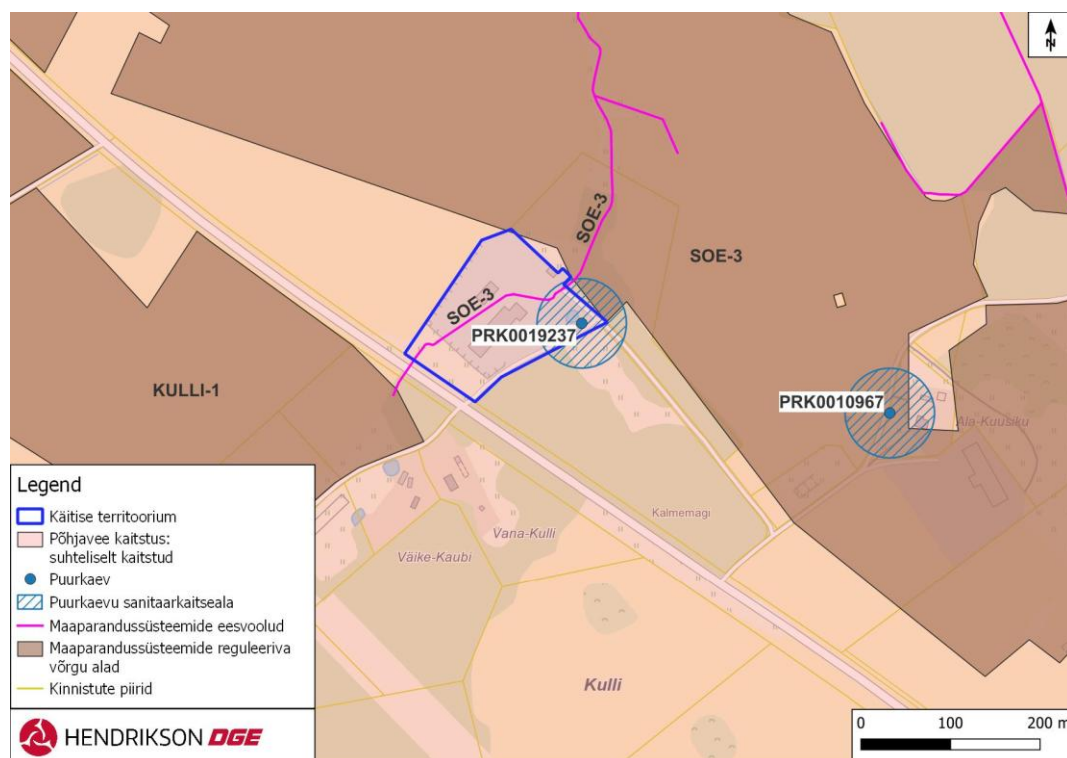 N
SOE-3
SOE-3
SOE-3
PRK0019237
KULLI-1
PRK0010967
Ala-Kuusiku
Kalmemagi
Vana-Kulli
Väike-Kaubi
Kulli
Legend
Käitise territoorium
Põhjavee kaitstus:
suhteliselt kaitstud
Puurkaev
Puurkaevu sanitaarkaitseala
Maaparandussüsteemide eesvoolud
Maaparandussüsteemide reguleeriva
võrgu alad
Kinnistute piirid
HENDRIKSON DGE
0 100 200 m